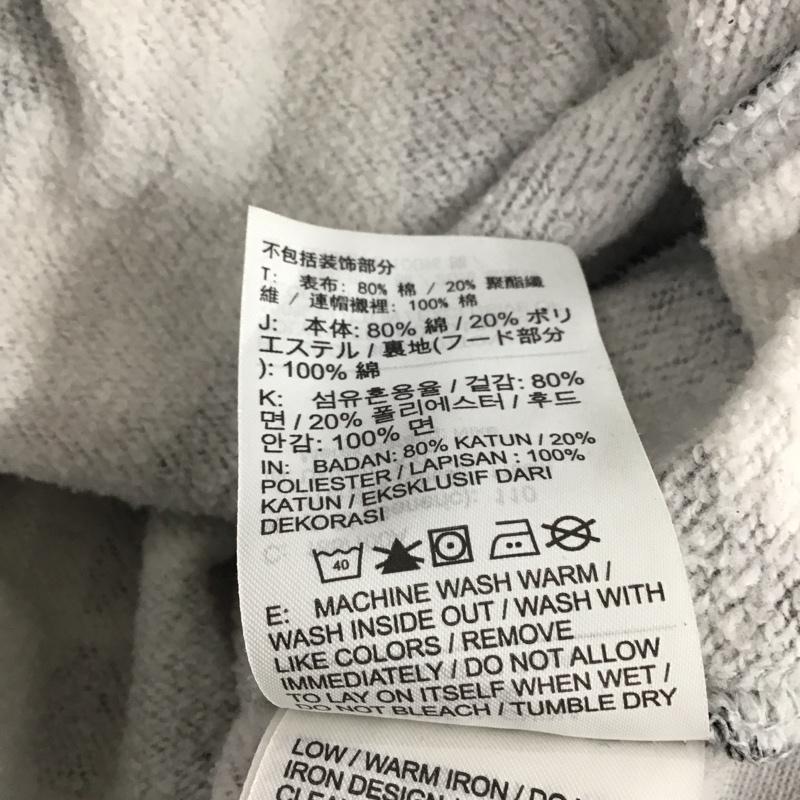 不包括装饰部分
T: 表布: 80% 棉 / 20% 聚酯纖
維 / 連帽襯裡: 100% 棉
J: 本体: 80% 綿 / 20% ポリ
エステル / 裏地(フード部分
): 100% 綿
K: 섬유혼용율 / 겉감: 80%
면 / 20% 폴리에스터 / 후드
안감: 100% 면
IN: BADAN: 80% KATUN / 20%
POLIESTER / LAPISAN : 100%
KATUN / EKSKLUSIF DARI
DEKORASI
40
E: MACHINE WASH WARM /
WASH INSIDE OUT / WASH WITH
LIKE COLORS / REMOVE
IMMEDIATELY / DO NOT ALLOW
TO LAY ON ITSELF WHEN WET /
DO NOT BLEACH / TUMBLE DRY
LOW / WARM IRON / DO
IRON DESIGN